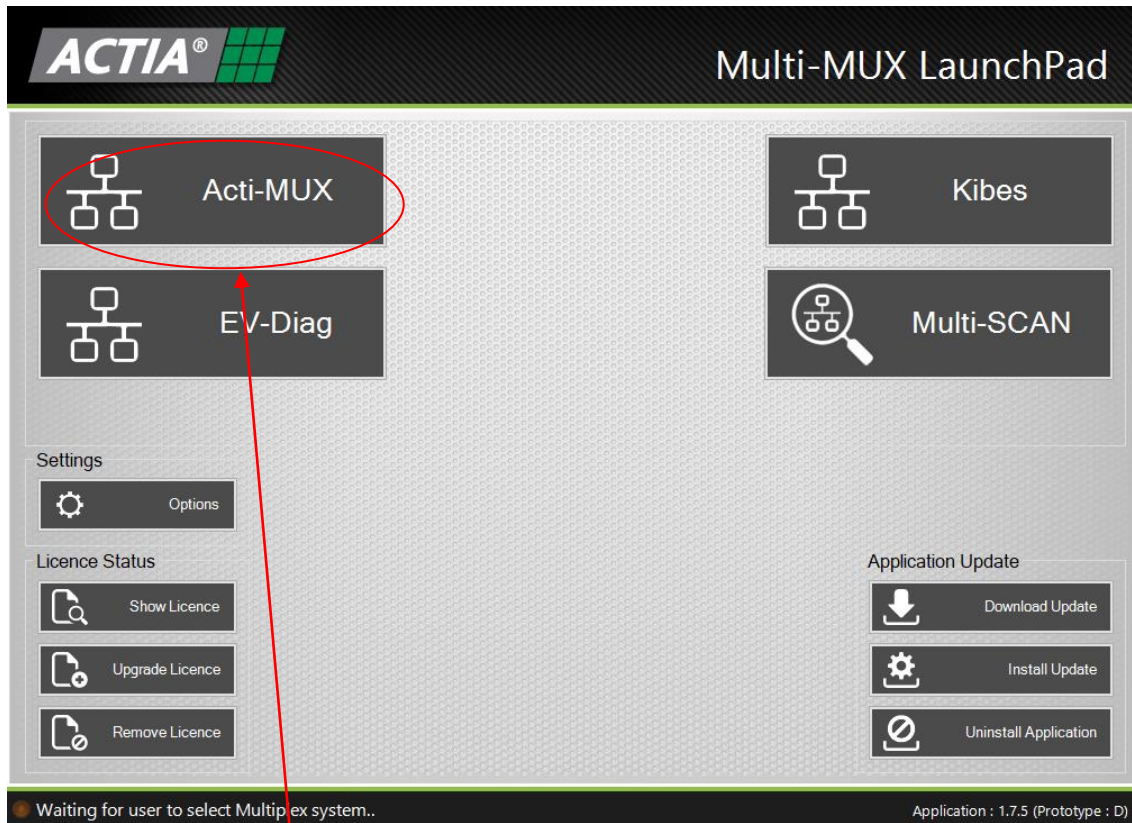 ACTIA®
Multi-MUX LaunchPad
Acti-MUX
Kibes
EV-Diag
Multi-SCAN
Settings
Options
Licence Status
Application Update
Show Licence
Download Update
Upgrade Licence
Install Update
Remove Licence
Uninstall Application
Waiting for user to select Multiplex system..
Application : 1.7.5 (Prototype : D)